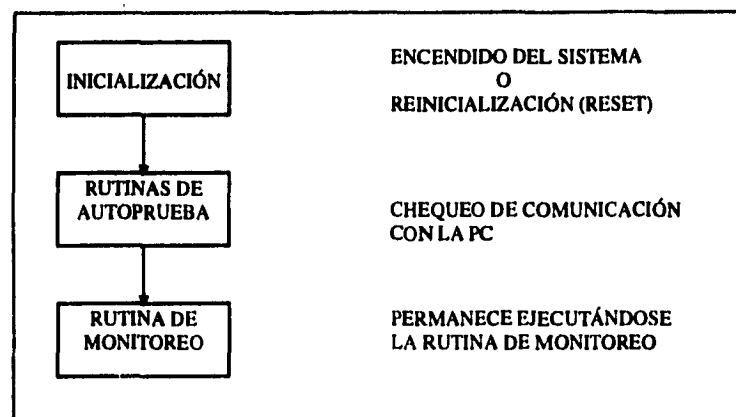 INICIALIZACIÓN
ENCENDIDO DEL SISTEMA
O
REINICIALIZACIÓN (RESET)
RUTINAS DE
AUTOPRUEBA
CHEQUEO DE COMUNICACIÓN
CON LA PC
RUTINA DE
MONITOREO
PERMANECE EJECUTÁNDOSE
LA RUTINA DE MONITOREO